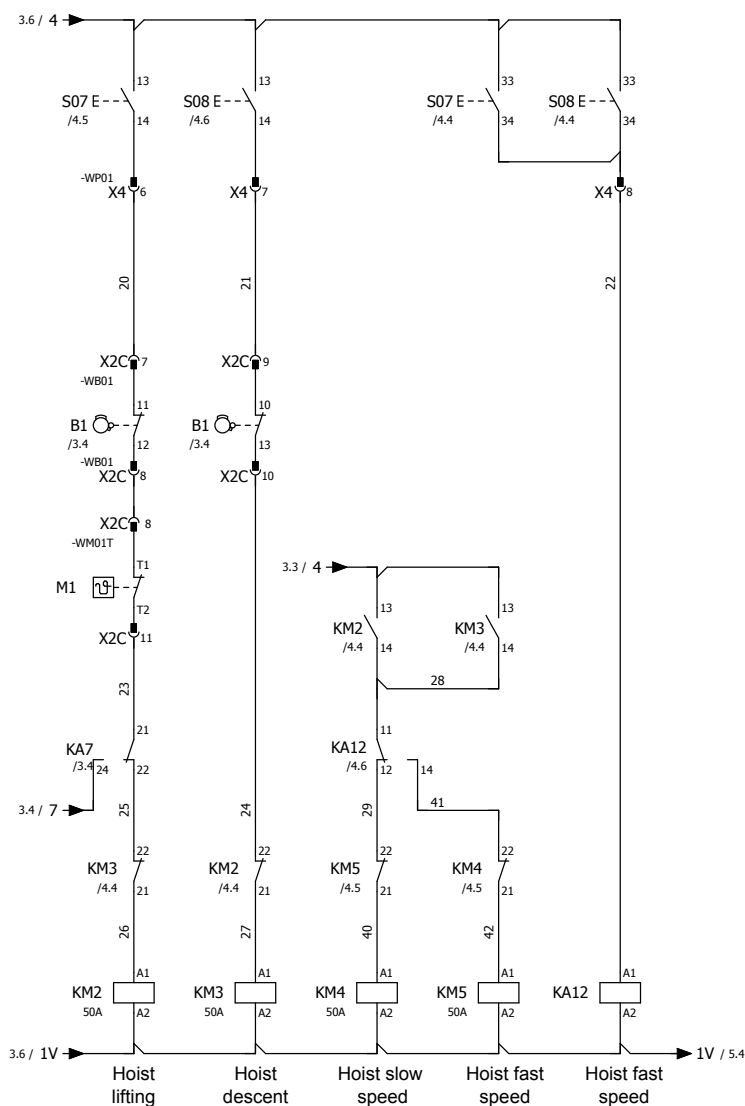 3.6 / 4
13 13 33 33
S07 E S08 E S07 E S08 E
/4.5 14 /4.6 14 /4.4 34 /4.4 34
-WP01
X4 6 X4 7 X4 8
20 21 22
X2C 7 X2C 9
-WB01
11 10
B1 B1
/3.4 12 /3.4 13
-WB01
X2C 8 X2C 10
X2C 8
-WM01T
T1 3.3 / 4
M1
T2 13 13
KM2 KM3
X2C 11 /4.4 14 /4.4 14
23 28
21 11
KA7 KA12
/3.4 24 22 /4.6 12 14
3.4 / 7 25 24 29 41
22 22 22 22
KM3 KM2 KM5 KM4
/4.4 21 /4.4 21 /4.5 21 /4.5 21
26 27 40 42
A1 A1 A1 A1 A1
KM2 KM3 KM4 KM5 KA12
50A A2 50A A2 50A A2 50A A2 A2
3.6 / 1V 1V / 5.4
Hoist Hoist Hoist slow Hoist fast Hoist fast
lifting descent speed speed speed